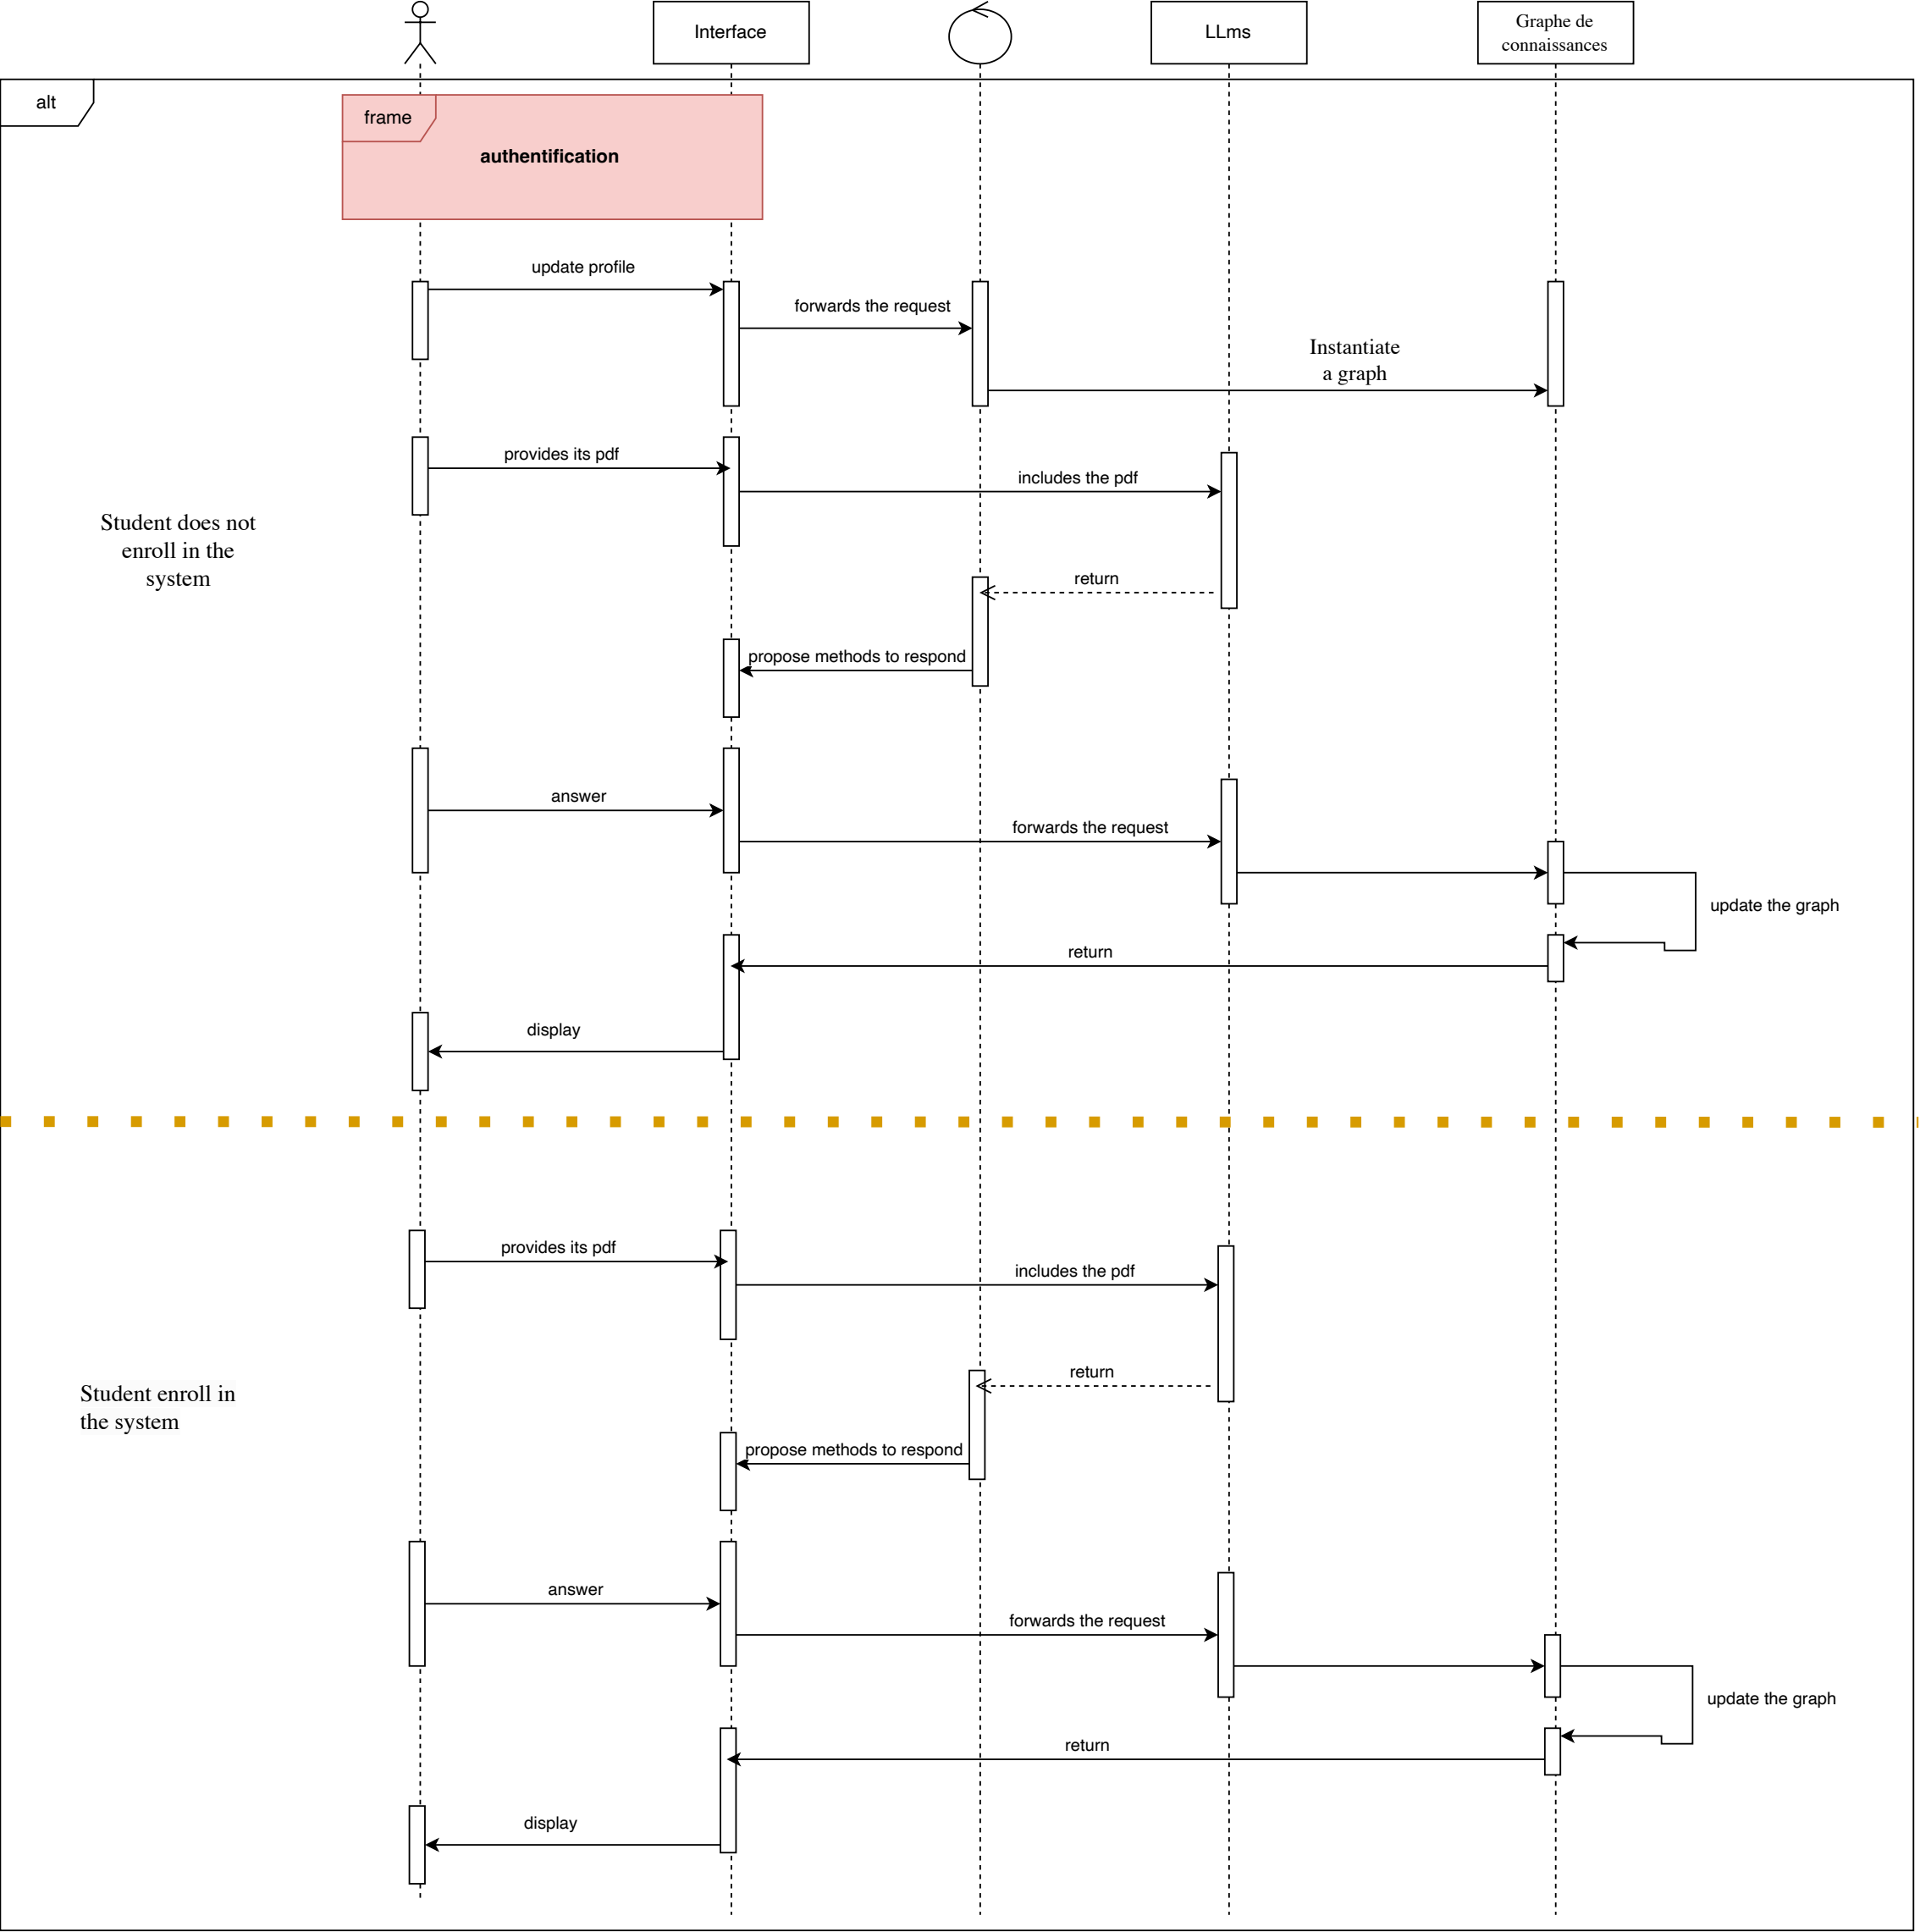 Interface
LLms
Graphe de
connaissances
alt
frame
authentification
update profile
forwards the request
Instantiate
a graph
provides its pdf
includes the pdf
Student does not
enroll in the
system
return
propose methods to respond
answer
forwards the request
update the graph
return
display
provides its pdf
includes the pdf
return
Student enroll in
the system
propose methods to respond
answer
forwards the request
update the graph
return
display